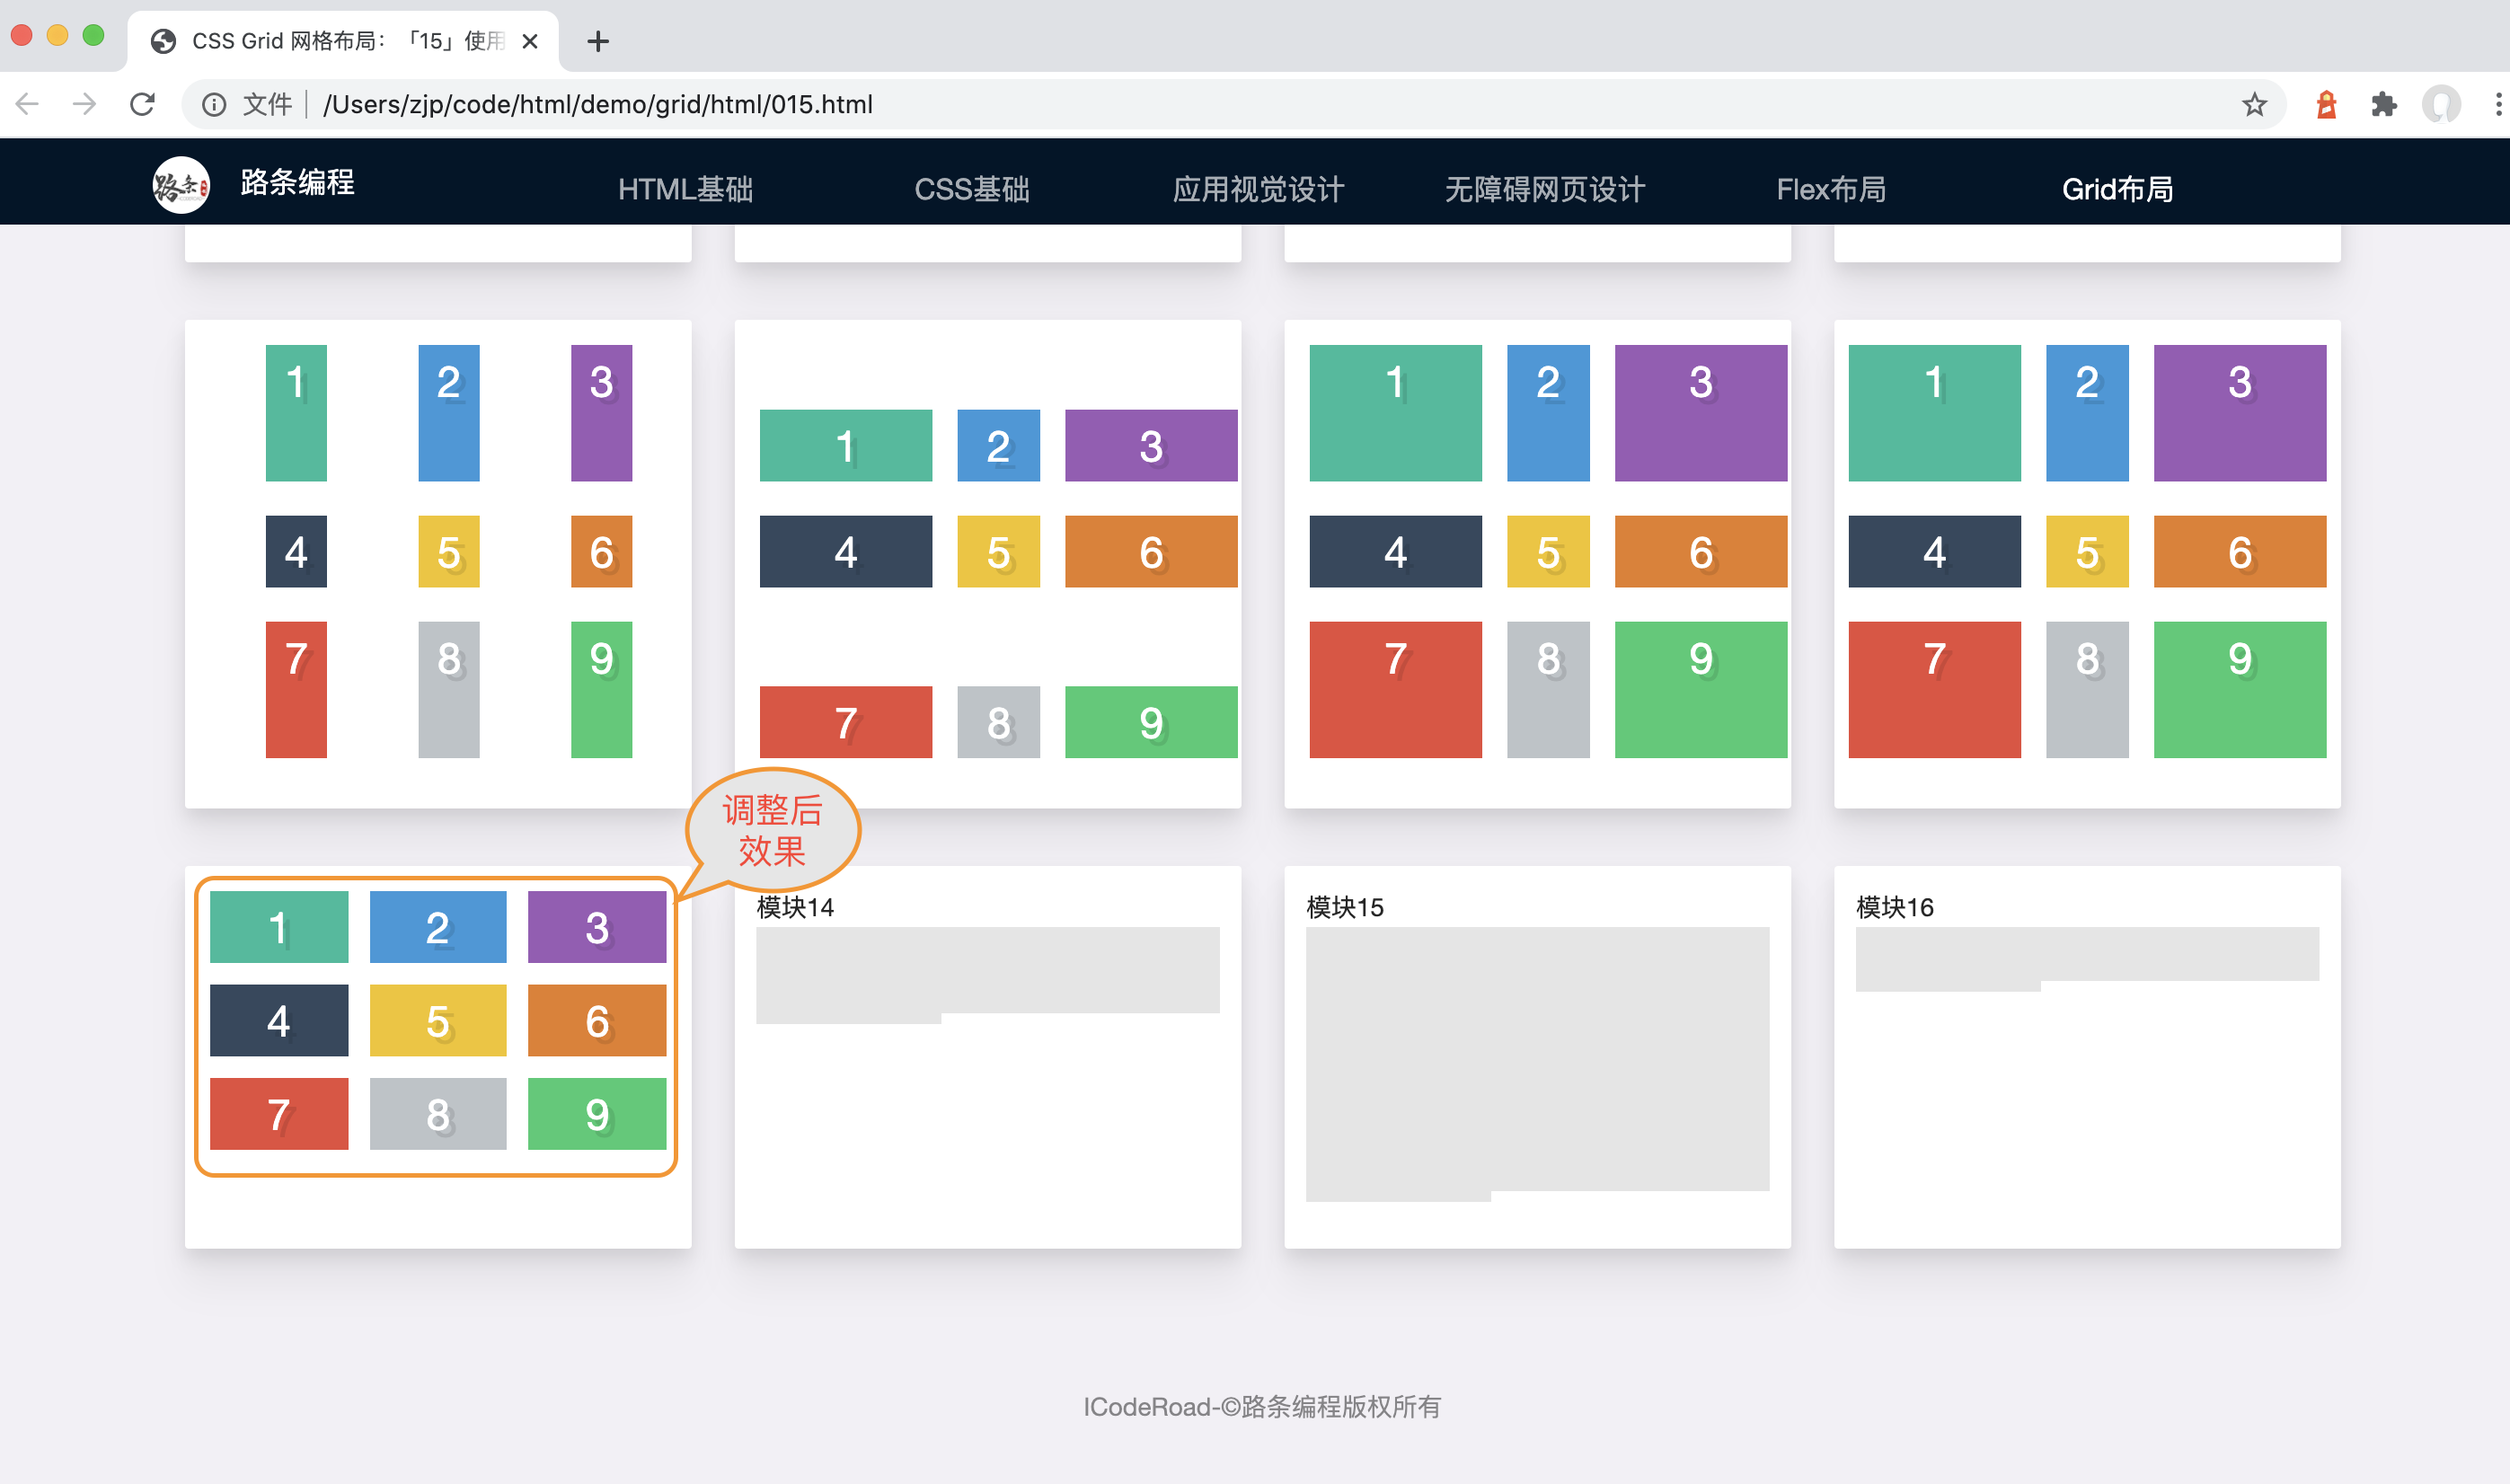 CSS Grid 网格布局：「15」使用
文件 /Users/zjp/code/html/demo/grid/html/015.html
路条
路条编程 HTML基础 CSS基础 应用视觉设计 无障碍网页设计 Flex布局 Grid布局
1 2 3
4 5 6
7 8 9
1 2 3
4 5 6
7 8 9
1 2 3
4 5 6
7 8 9
1 2 3
4 5 6
7 8 9
调整后
效果
1 2 3
4 5 6
7 8 9
模块14
模块15
模块16
ICodeRoad-©路条编程版权所有